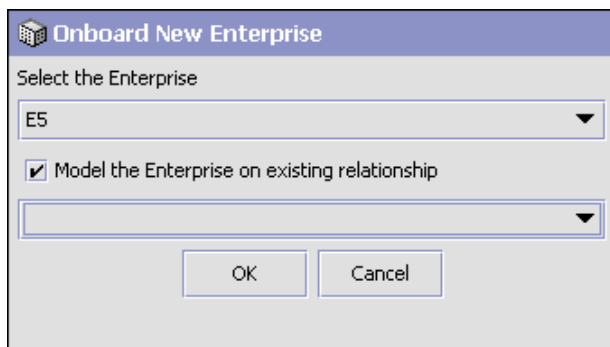 Onboard New Enterprise
Select the Enterprise
E5
Model the Enterprise on existing relationship
OK Cancel